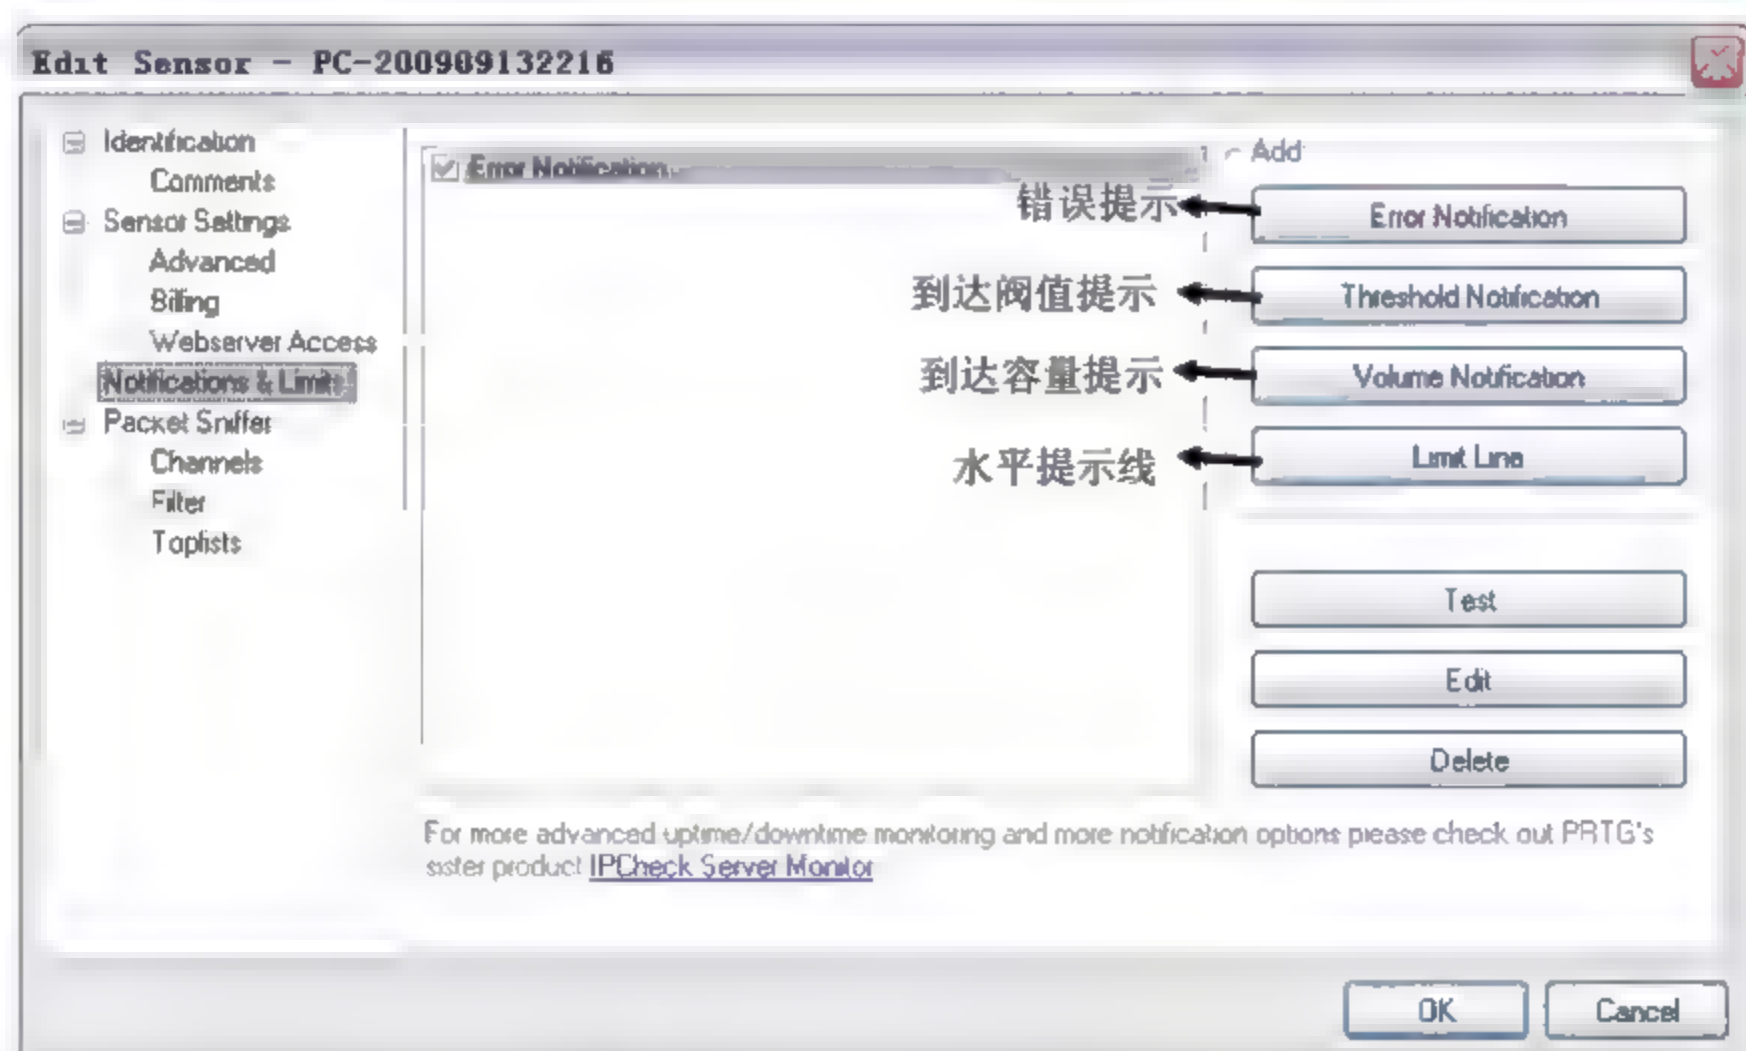 Edit Sensor - PC-200909132216
Identification
Comments
Sensor Settings
Advanced
Billing
Webserver Access
Notifications & Limits
Packet Sniffer
Channels
Filter
Toplists
Error Notification
Add
错误提示
Error Notification
到达阀值提示
Threshold Notification
到达容量提示
Volume Notification
水平提示线
Limit Line
Test
Edit
Delete
For more advanced uptime/downtime monitoring and more notification options please check out PRTG's
sister product IPCheck Server Monitor
OK
Cancel